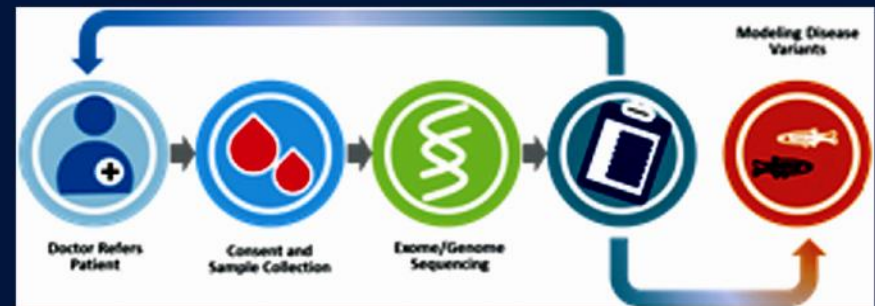 Modeling Disease
Variants
Doctor Refers
Patient
Consent and
Sample Collection
Exome/Genome
Sequencing